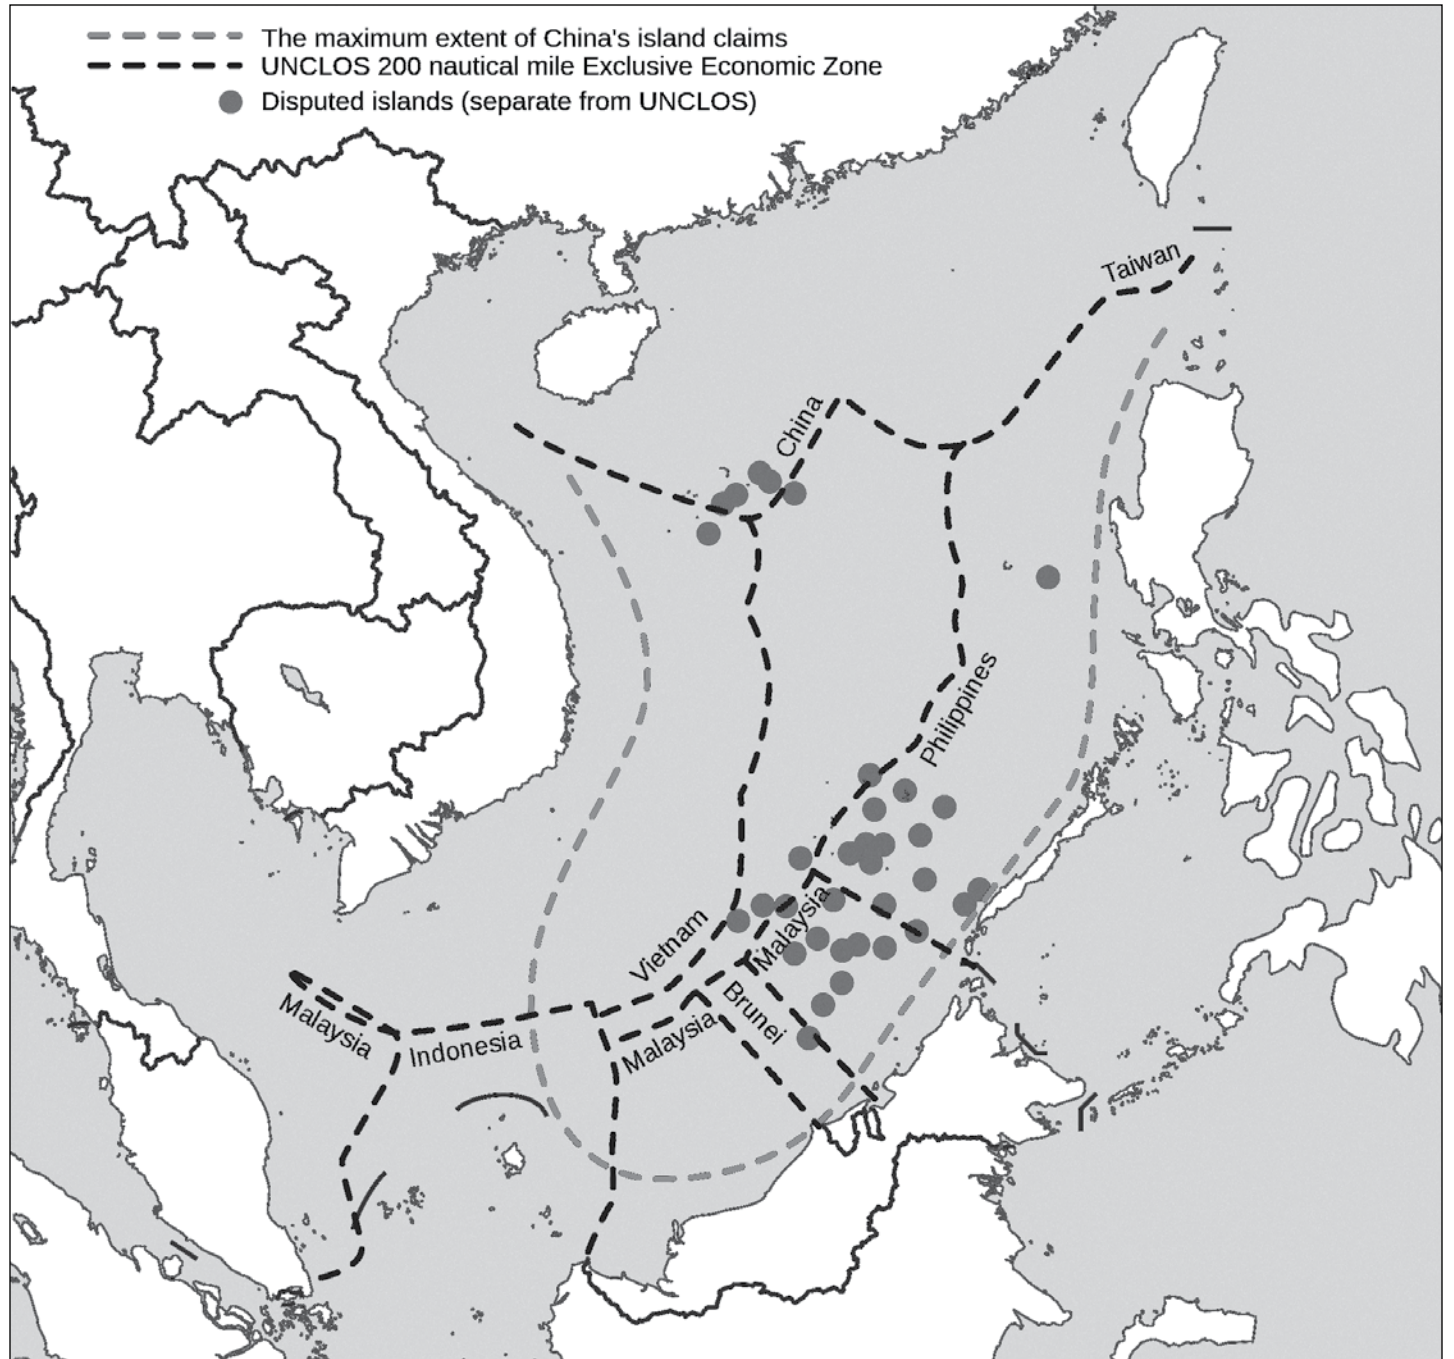 The maximum extent of China's island claims
UNCLOS 200 nautical mile Exclusive Economic Zone
Disputed islands (separate from UNCLOS)
Taiwan
China
Philippines
Malaysia
Vietnam
Brunei
Malaysia
Indonesia
Malaysia